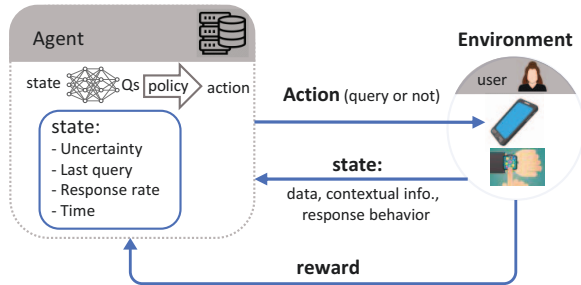 Agent
state
Qs
policy
action
state:
- Uncertainty
- Last query
- Response rate
- Time
Action (query or not)
state:
data, contextual info.,
response behavior
reward
Environment
user